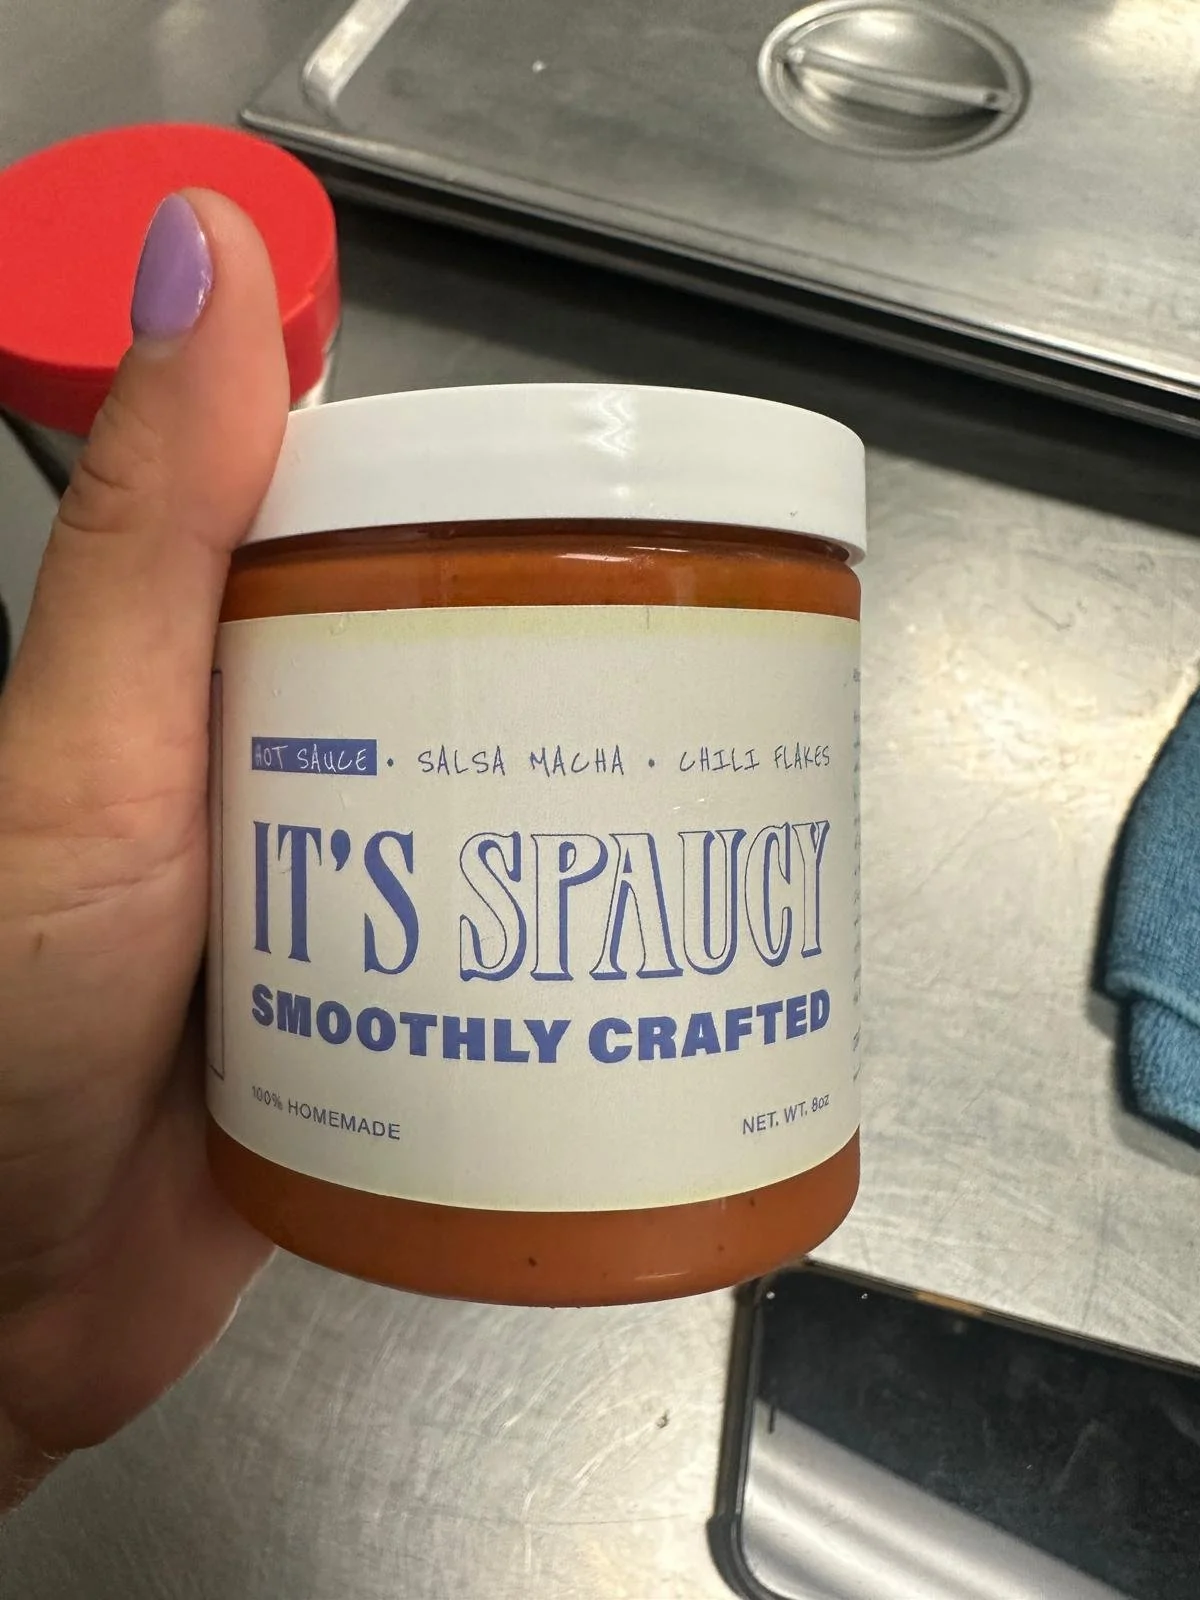 HOT SAUCE • SALSA MACHA • CHILI FLAKES
IT'S SPAUCY
SMOOTHLY CRAFTED
100% HOMEMADE
NET. WT. 8oz